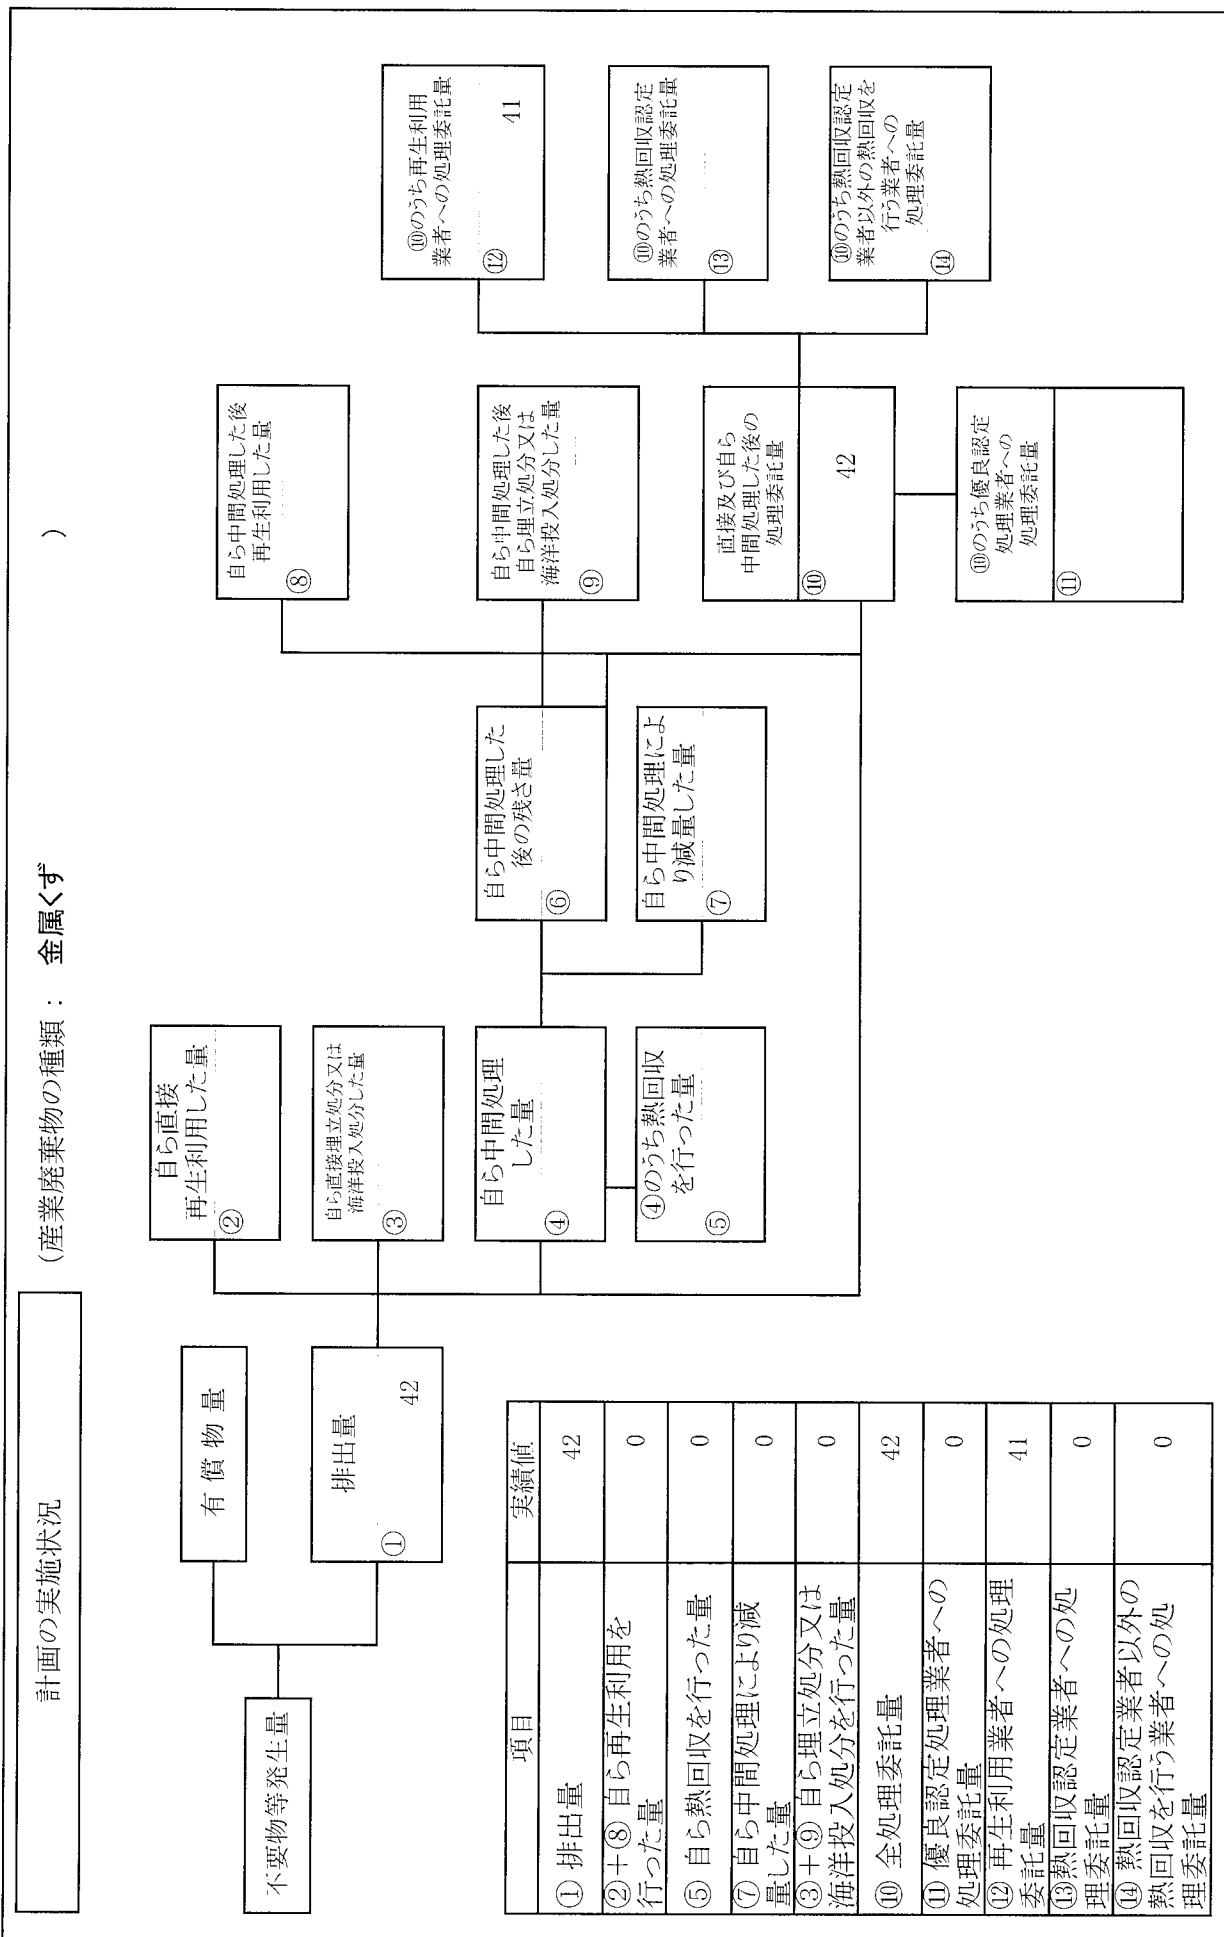 計画の実施状況
(産業廃棄物の種類： 金属くず
)
不要物等発生量
有 償 物 量
排出量
①
42
自ら直接
再生利用した量
②
自ら直接埋立処分又は
海洋投入処分した量
③
自ら中間処理
した量
④
④のうち熱回収
を行った量
⑤
自ら中間処理した
後の残さ量
⑥
自ら中間処理によ
り減量した量
⑦
自ら中間処理した後
再生利用した量
⑧
自ら中間処理した後
自ら埋立処分又は
海洋投入処分した量
⑨
直接及び自ら
中間処理した後の
処理委託量
⑩
42
⑩のうち優良認定
処理業者への
処理委託量
⑪
⑩のうち再生利用
業者への処理委託量
⑫
41
⑩のうち熱回収認定
業者への処理委託量
⑬
⑩のうち熱回収認定
業者以外の熱回収を
行う業者への
処理委託量
⑭
項目
実績値
① 排出量
42
②＋⑧ 自ら再生利用を
行った量
0
⑤ 自ら熱回収を行った量
0
⑦ 自ら中間処理により減
量した量
0
③＋⑨ 自ら埋立処分又は
海洋投入処分を行った量
0
⑩ 全処理委託量
42
⑪ 優良認定処理業者への
処理委託量
0
⑫ 再生利用業者への処理
委託量
41
⑬熱回収認定業者への処
理委託量
0
⑭ 熱回収認定業者以外の
熱回収を行う業者への処
理委託量
0